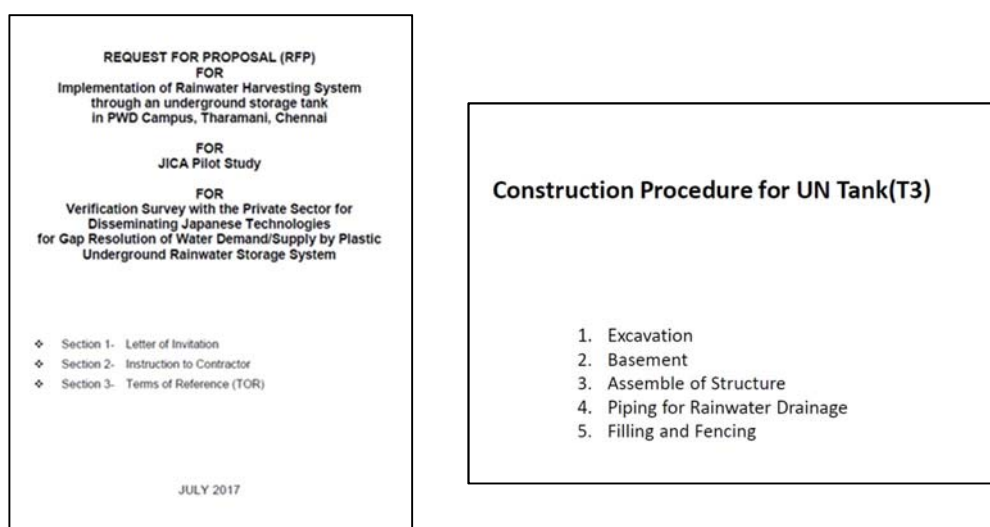 REQUEST FOR PROPOSAL (RFP)
FOR
Implementation of Rainwater Harvesting System
through an underground storage tank
in PWD Campus, Tharamani, Chennai
FOR
JICA Pilot Study
FOR
Verification Survey with the Private Sector for
Disseminating Japanese Technologies
for Gap Resolution of Water Demand/Supply by Plastic
Underground Rainwater Storage System
❖ Section 1- Letter of Invitation
❖ Section 2- Instruction to Contractor
❖ Section 3- Terms of Reference (TOR)
JULY 2017
Construction Procedure for UN Tank(T3)
1. Excavation
2. Basement
3. Assemble of Structure
4. Piping for Rainwater Drainage
5. Filling and Fencing